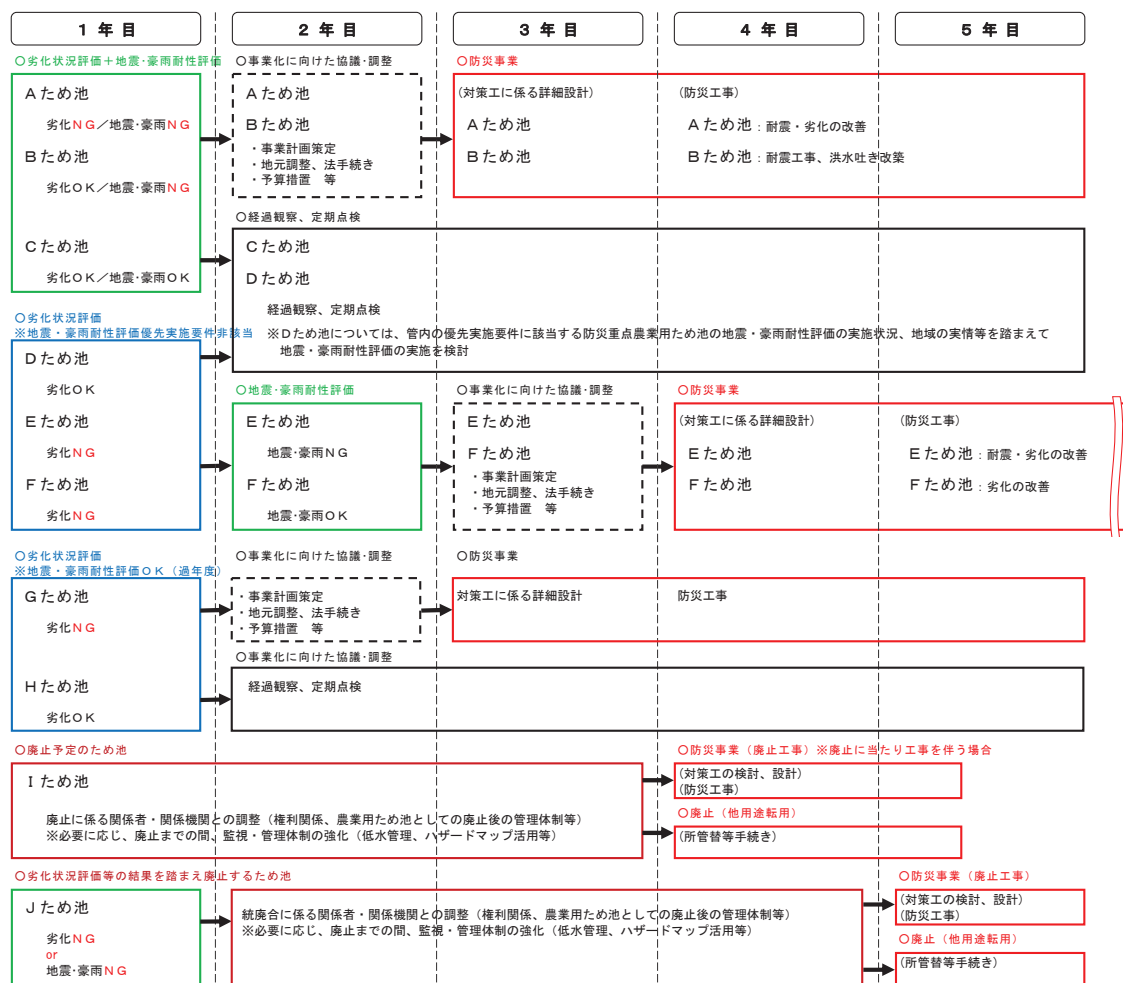 １年目
２年目
３年目
４年目
５年目
○劣化状況評価＋地震･豪雨耐性評価
Ａため池
劣化ＮＧ／地震･豪雨ＮＧ
Ｂため池
劣化ＯＫ／地震･豪雨ＮＧ
Ｃため池
劣化ＯＫ／地震･豪雨ＯＫ
○事業化に向けた協議･調整
Ａため池
Ｂため池
・事業計画策定
・地元調整、法手続き
・予算措置　等
○防災事業
(対策工に係る詳細設計)
Ａため池
Ｂため池
(防災工事)
Ａため池：耐震・劣化の改善
Ｂため池：耐震工事、洪水吐き改築
○経過観察、定期点検
Ｃため池
Ｄため池
経過観察、定期点検
※Ｄため池については、管内の優先実施要件に該当する防災重点農業用ため池の地震・豪雨耐性評価の実施状況、地域の実情等を踏まえて
地震・豪雨耐性評価の実施を検討
○劣化状況評価
※地震・豪雨耐性評価優先実施要件非該当
Ｄため池
劣化ＯＫ
Ｅため池
劣化ＮＧ
Ｆため池
劣化ＮＧ
○地震･豪雨耐性評価
Ｅため池
地震･豪雨ＮＧ
Ｆため池
地震･豪雨ＯＫ
○事業化に向けた協議･調整
Ｅため池
Ｆため池
・事業計画策定
・地元調整、法手続き
・予算措置　等
○防災事業
(対策工に係る詳細設計)
Ｅため池
Ｆため池
(防災工事)
Ｅため池：耐震・劣化の改善
Ｆため池：劣化の改善
○劣化状況評価
※地震・豪雨耐性評価ＯＫ（過年度）
Ｇため池
劣化ＮＧ
Ｈため池
劣化ＯＫ
○事業化に向けた協議･調整
・事業計画策定
・地元調整、法手続き
・予算措置　等
○防災事業
対策工に係る詳細設計
防災工事
○事業化に向けた協議･調整
経過観察、定期点検
○廃止予定のため池
Ｉため池
廃止に係る関係者・関係機関との調整（権利関係、農業用ため池としての廃止後の管理体制等）
※必要に応じ、廃止までの間、監視・管理体制の強化（低水管理、ハザードマップ活用等）
○防災事業（廃止工事）※廃止に当たり工事を伴う場合
(対策工の検討、設計)
(防災工事)
○廃止（他用途転用）
(所管替等手続き)
○劣化状況評価等の結果を踏まえ廃止するため池
Ｊため池
劣化ＮＧ
or
地震･豪雨ＮＧ
統廃合に係る関係者・関係機関との調整（権利関係、農業用ため池としての廃止後の管理体制等）
※必要に応じ、廃止までの間、監視・管理体制の強化（低水管理、ハザードマップ活用等）
○防災事業（廃止工事）
(対策工の検討、設計)
(防災工事)
○廃止（他用途転用）
(所管替等手続き)